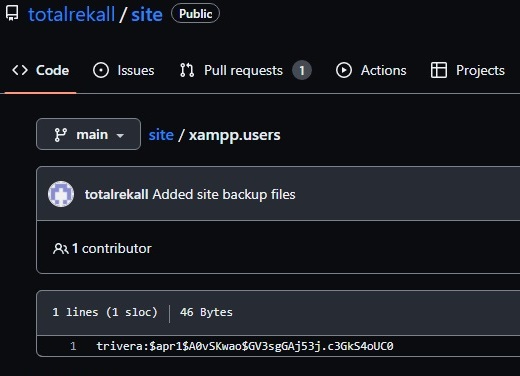 totalrekall / site Public
Code Issues Pull requests 1 Actions Projects
main site / xampp.users
totalrekall Added site backup files
1 contributor
1 lines (1 sloc) 46 Bytes
1 trivera:$apr1$A0vSKwao$GV3sgGAj53j.c3GkS4oUC0